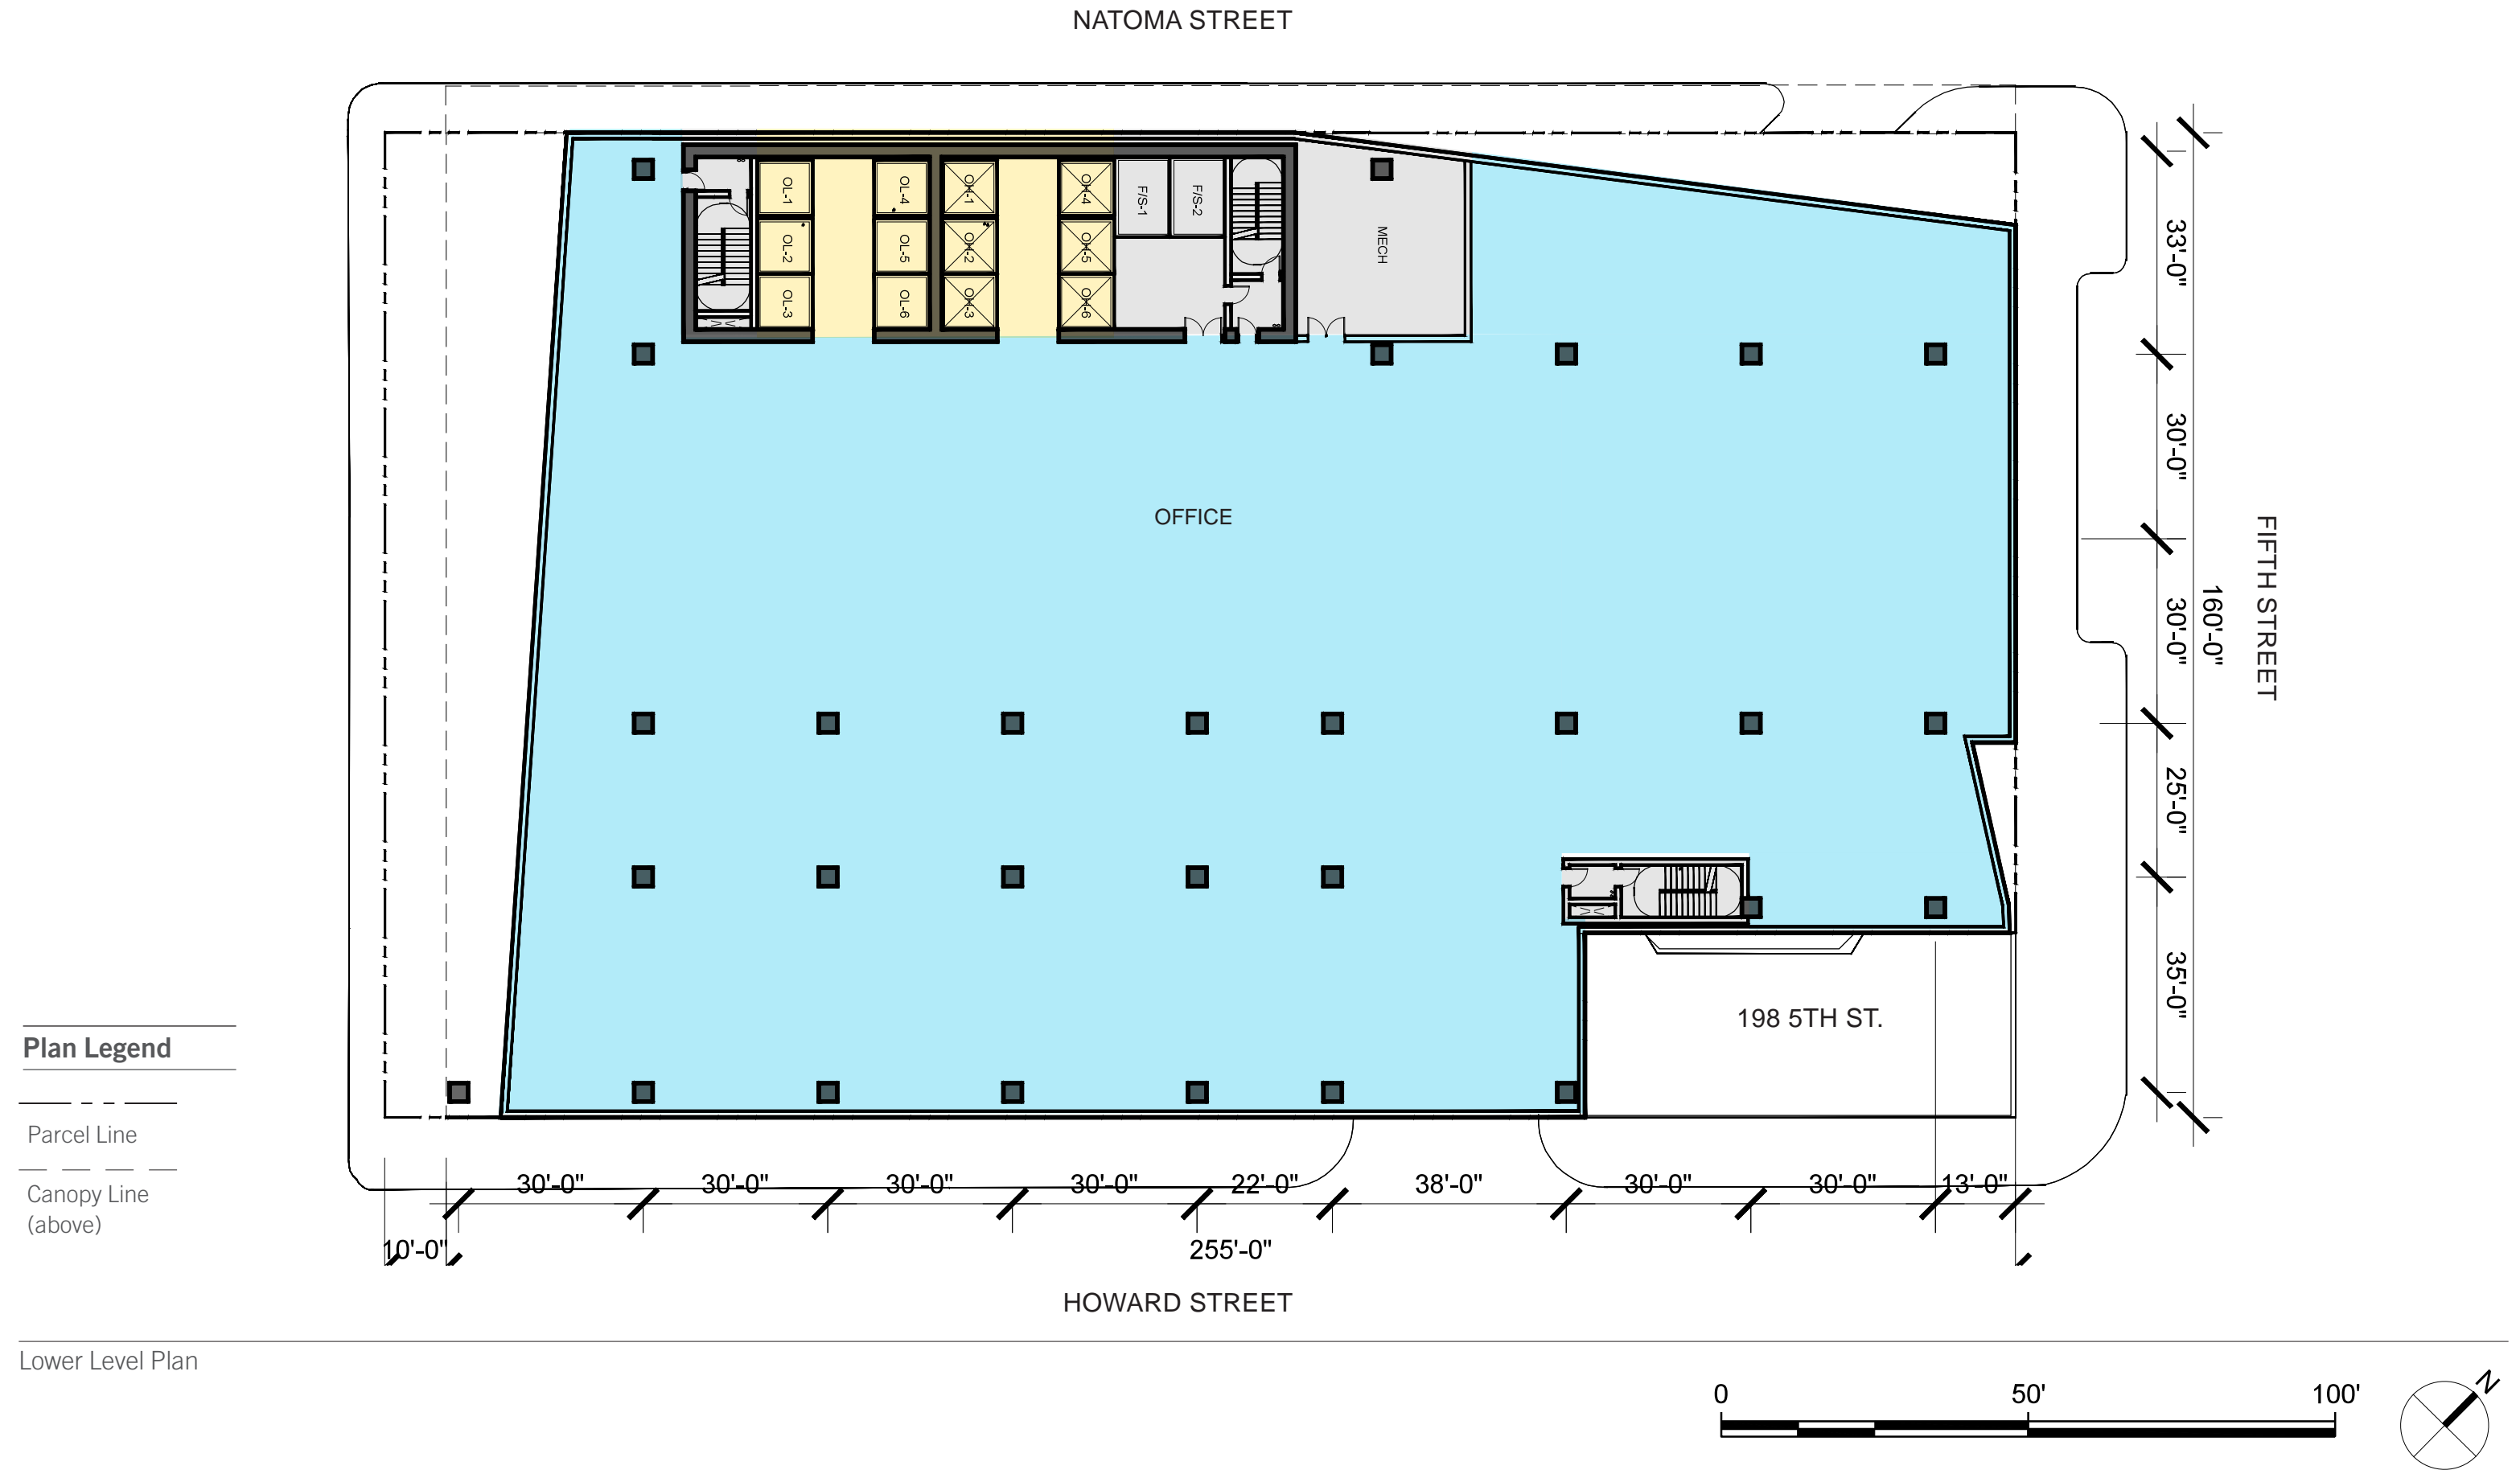 NATOMA STREET
OL-1
OL-2
OL-3
OL-4
OL-5
OL-6
OH-1
OH-2
OH-3
OH-4
OH-5
OH-6
F/S-1
F/S-2
MECH
OFFICE
33'-0"
30'-0"
30'-0"
25'-0"
35'-0"
160'-0"
FIFTH STREET
198 5TH ST.
Plan Legend
Parcel Line
Canopy Line
(above)
30'-0"
30'-0"
30'-0"
30'-0"
22'-0"
38'-0"
30'-0"
30'-0"
13'-0"
10'-0"
255'-0"
HOWARD STREET
Lower Level Plan
0
50'
100'
N